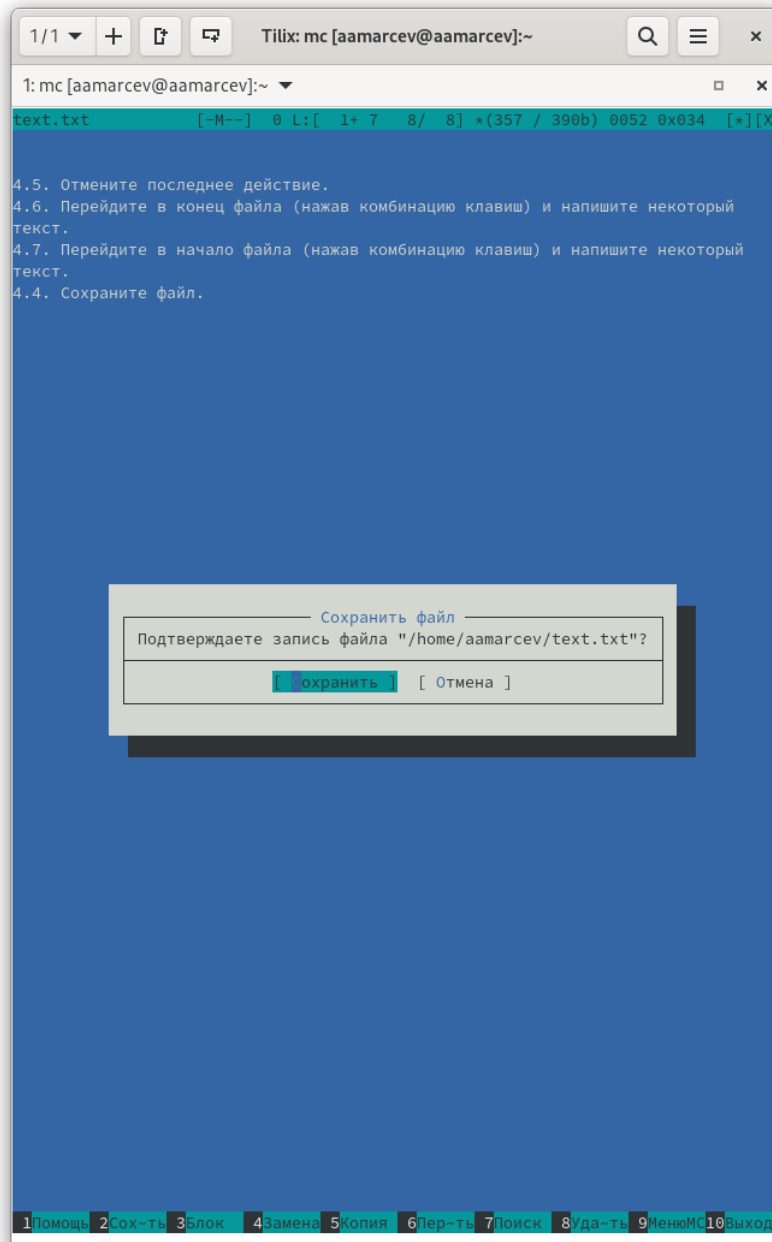 1/1
Tilix: mc [aamarcev@aamarcev]:~
1: mc [aamarcev@aamarcev]:~
text.txt [-M--] 0 L:[ 1+ 7 8/ 8] *(357 / 390b) 0052 0x034 [*][X
4.5. Отмените последнее действие.
4.6. Перейдите в конец файла (нажав комбинацию клавиш) и напишите некоторый
текст.
4.7. Перейдите в начало файла (нажав комбинацию клавиш) и напишите некоторый
текст.
4.4. Сохраните файл.
Сохранить файл
Подтверждаете запись файла "/home/aamarcev/text.txt"?
[ Сохранить ] [ Отмена ]
1Помощь 2Сох~ть 3Блок 4Замена 5Копия 6Пер~ть 7Поиск 8Уда~ть 9МенюMC10Выход